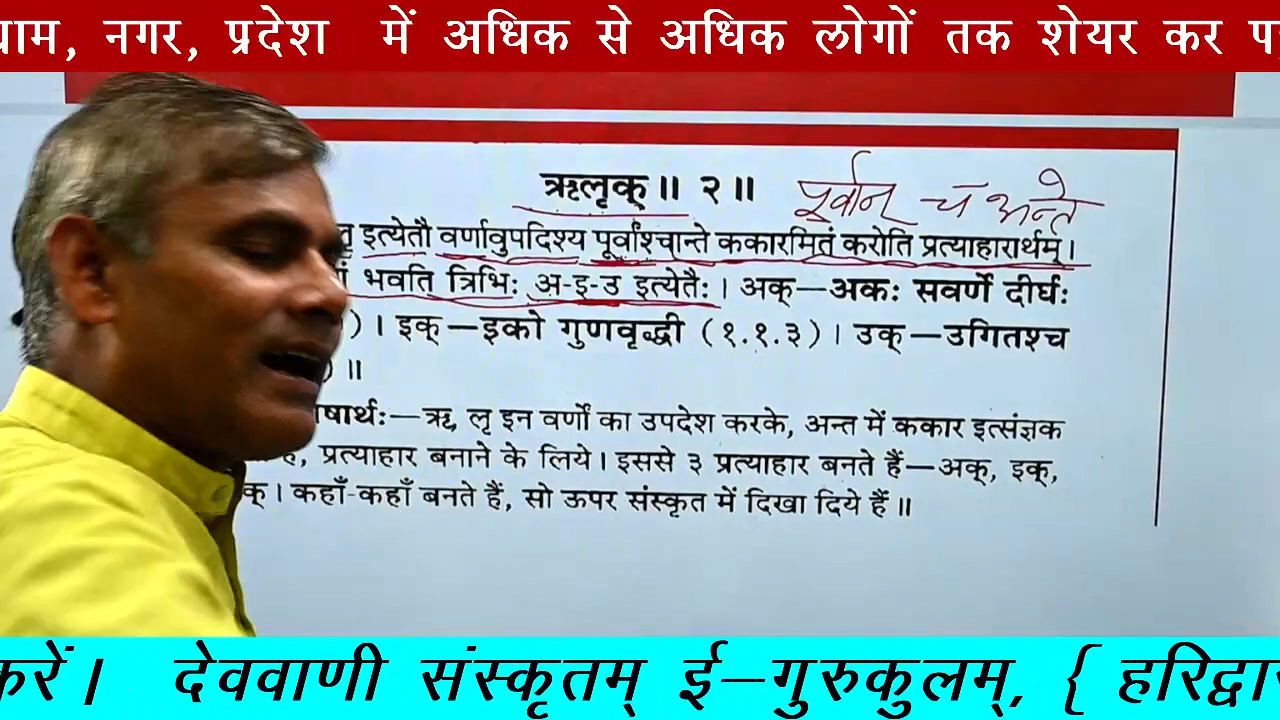 नगर, प्रदेश में अधिक से अधिक लोगों तक शेयर कर
ऋलृक् ॥ २ ॥
पूर्वान् च अन्ते
लृ इत्येतौ वर्णावुपदिश्य पूर्वांश्चान्ते ककारमितं करोति प्रत्याहारार्थम् ।
भवति त्रिभिः अ-इ-उ इत्येतैः । अक्—अकः सवर्णे दीर्घः
) । इक्—इको गुणवृद्धी (१.१.३) । उक्—उगितश्च
) ॥
षार्थः—ऋ, लृ इन वर्णों का उपदेश करके, अन्त में ककार इत्संज्ञक
है, प्रत्याहार बनाने के लिये । इससे ३ प्रत्याहार बनते हैं—अक्, इक्,
क् । कहाँ-कहाँ बनते हैं, सो ऊपर संस्कृत में दिखा दिये हैं ॥
करें । देववाणी संस्कृतम् ई-गुरुकुलम्, { हरिद्वार